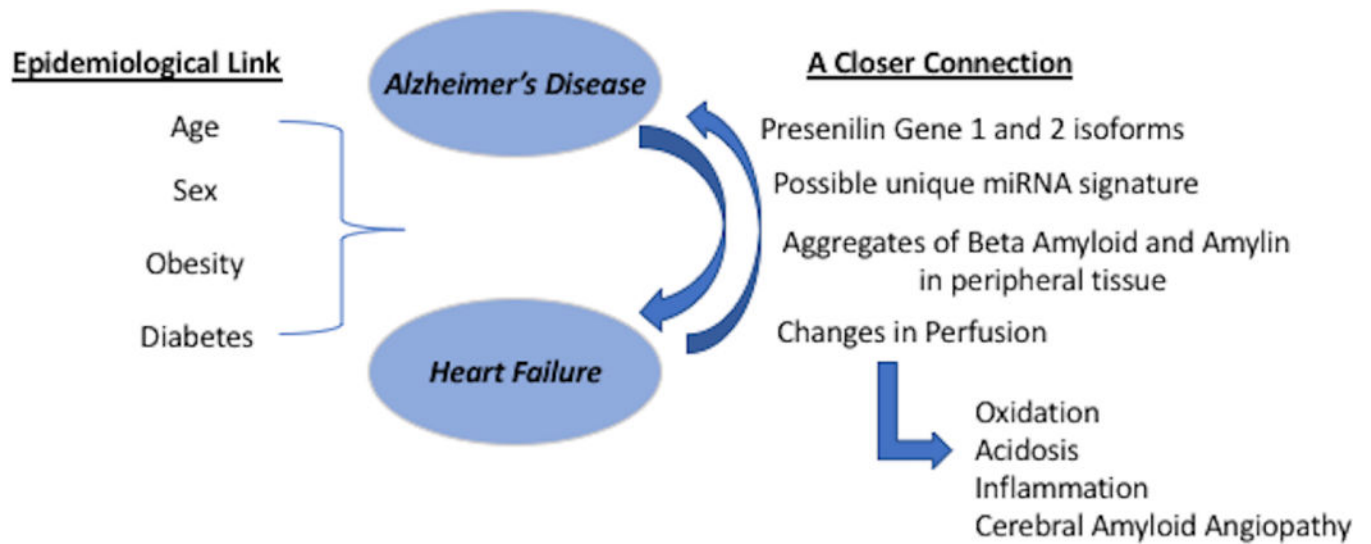 Epidemiological Link
Age
Sex
Obesity
Diabetes
Alzheimer's Disease
Heart Failure
A Closer Connection
Presenilin Gene 1 and 2 isoforms
Possible unique miRNA signature
Aggregates of Beta Amyloid and Amylin
in peripheral tissue
Changes in Perfusion
Oxidation
Acidosis
Inflammation
Cerebral Amyloid Angiopathy